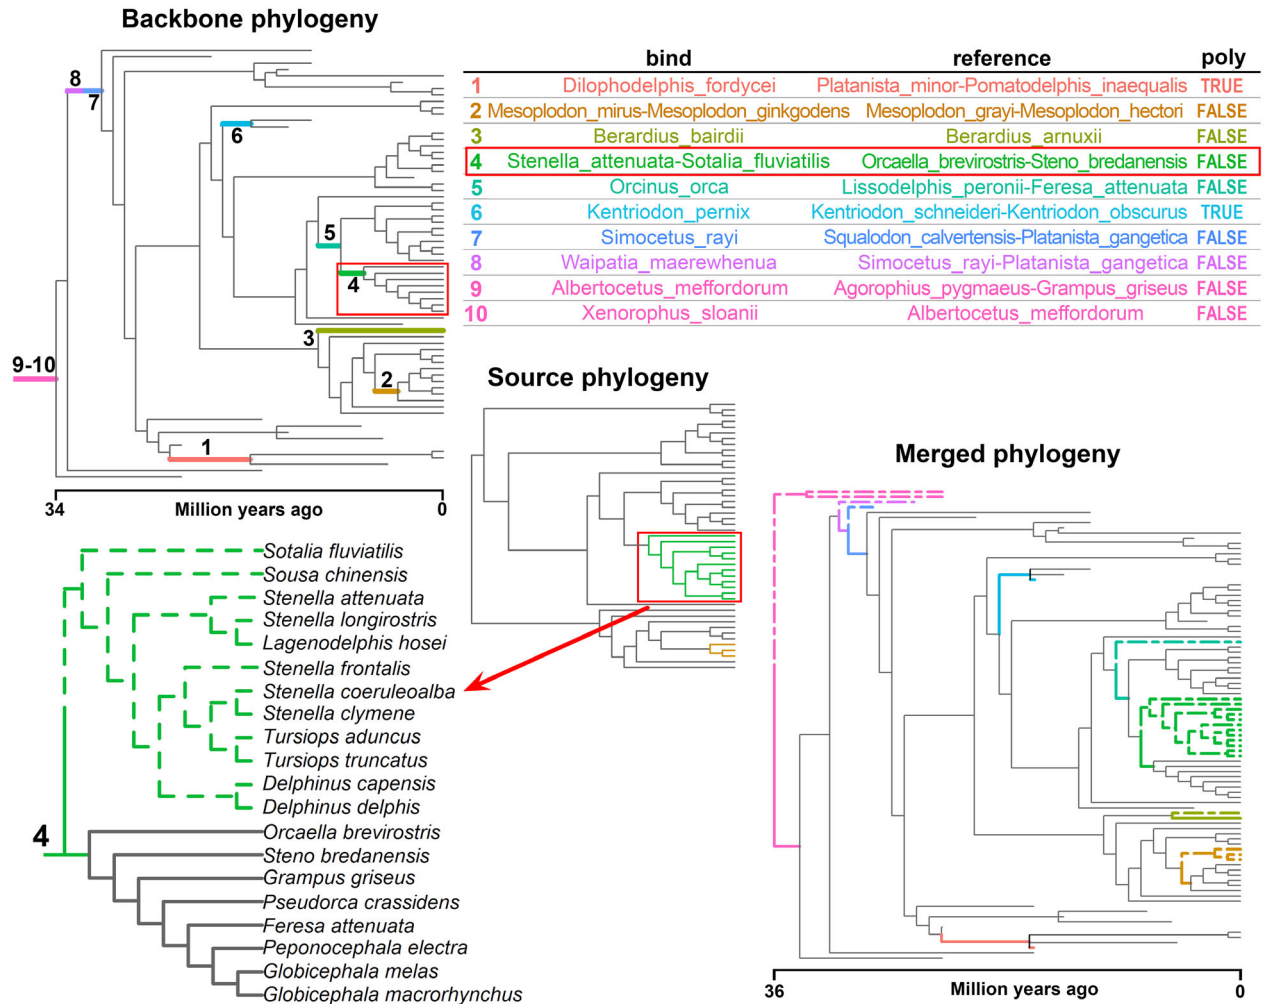 Backbone phylogeny
8
7
6
5
4
3
2
9-10
1
34 Million years ago 0
bind reference poly
1 Dilophodelphis_fordycei Platanista_minor-Pomatodelphis_inaequalis TRUE
2 Mesoplodon_mirus-Mesoplodon_ginkgodens Mesoplodon_grayi-Mesoplodon_hectori FALSE
3 Berardius_bairdii Berardius_arnuxii FALSE
4 Stenella_attenuata-Sotalia_fluviatilis Orcaella_brevirostris-Steno_bredanensis FALSE
5 Orcinus_orca Lissodelphis_peronii-Feresa_attenuata FALSE
6 Kentriodon_pernix Kentriodon_schneideri-Kentriodon_obscurus TRUE
7 Simocetus_rayi Squalodon_calvertensis-Platanista_gangetica FALSE
8 Waipatia_maerewhenua Simocetus_rayi-Platanista_gangetica FALSE
9 Albertocetus_meffordorum Agorophius_pygmaeus-Grampus_griseus FALSE
10 Xenorophus_sloanii Albertocetus_meffordorum FALSE
Source phylogeny
Merged phylogeny
36 Million years ago 0
Sotalia fluviatilis
Sousa chinensis
Stenella attenuata
Stenella longirostris
Lagenodelphis hosei
Stenella frontalis
Stenella coeruleoalba
Stenella clymene
Tursiops aduncus
Tursiops truncatus
Delphinus capensis
Delphinus delphis
4
Orcaella brevirostris
Steno bredanensis
Grampus griseus
Pseudorca crassidens
Feresa attenuata
Peponocephala electra
Globicephala melas
Globicephala macrorhynchus